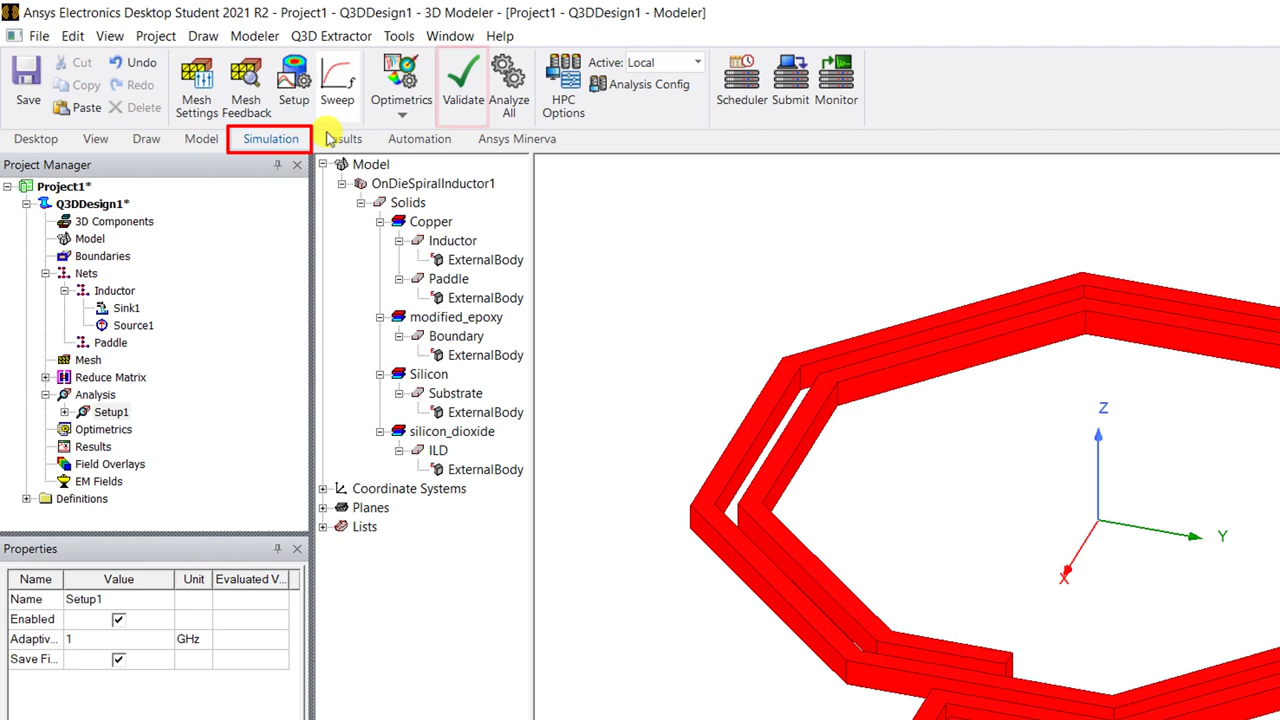 Ansys Electronics Desktop Student 2021 R2 - Project1 - Q3DDesign1 - 3D Modeler - [Project1 - Q3DDesign1 - Modeler]
File Edit View Project Draw Modeler Q3D Extractor Tools Window Help
Save
Cut
Copy
Paste
Undo
Redo
Delete
Mesh Settings
Mesh Feedback
Setup
Sweep
Optimetrics
Validate
Analyze All
HPC Options
Active: Local
Analysis Config
Scheduler
Submit
Monitor
Desktop View Draw Model Simulation Automation Ansys Minerva
Project Manager
Project1*
Q3DDesign1*
3D Components
Model
Boundaries
Nets
Inductor
Sink1
Source1
Paddle
Mesh
Reduce Matrix
Analysis
Setup1
Optimetrics
Results
Field Overlays
EM Fields
Definitions
Properties
Name Value Unit Evaluated V...
Name Setup1
Enabled
Adaptiv... 1 GHz
Save Fi...
Model
OnDieSpiralInductor1
Solids
Copper
Inductor
ExternalBody
Paddle
ExternalBody
modified_epoxy
Boundary
ExternalBody
Silicon
Substrate
ExternalBody
silicon_dioxide
ILD
ExternalBody
Coordinate Systems
Planes
Lists
Z
Y
X